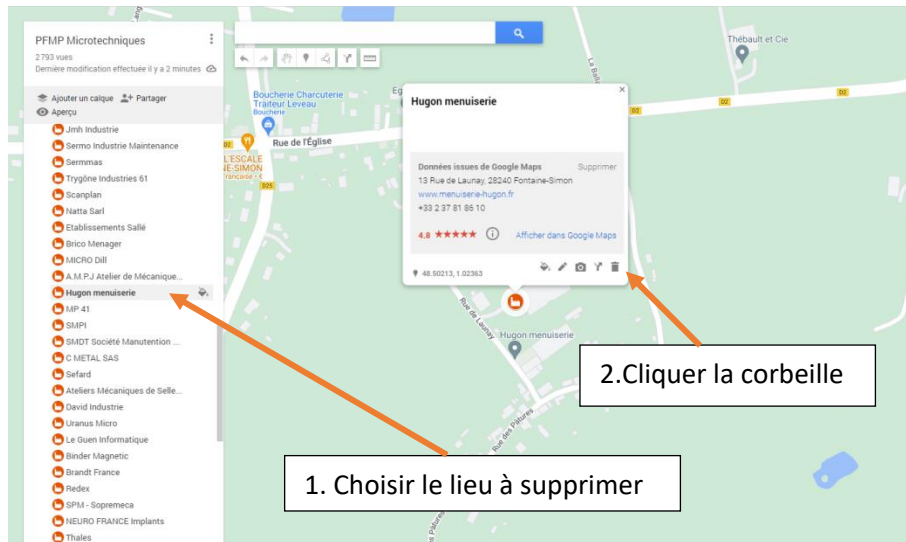 PFMP Microtechniques
2 793 vues
Dernière modification effectuée il y a 2 minutes
Ajouter un calque
Partager
Aperçu
Jmh Industrie
Sermo Industrie Maintenance
Sermmas
Trygône Industries 61
Scanplan
Natta Sarl
Etablissements Sallé
Brico Menager
MICRO Dill
A.M.P.J Atelier de Mécanique...
Hugon menuiserie
MP 41
SMPI
SMDT Société Manutention ...
C METAL SAS
Sefard
Ateliers Mécaniques de Selle...
David Industrie
Uranus Micro
Le Guen Informatique
Binder Magnetic
Brandt France
Redex
SPM - Sopremeca
NEURO FRANCE Implants
Thales
Boucherie Charcuterie
Traiteur Leveau
Boucherie
Rue de l'Église
L'ESCALE
NE-SIMON
française • €
D25
D2
Eg
Thébault et Cie
D2
D2
D2
Hugon menuiserie
Données issues de Google Maps
Supprimer
13 Rue de Launay, 28240 Fontaine-Simon
www.menuiserie-hugon.fr
+33 2 37 81 86 10
4,8
Afficher dans Google Maps
48.50213, 1.02363
Rue de Launay
Hugon menuiserie
Rue des Pâtures
2.Cliquer la corbeille
1. Choisir le lieu à supprimer